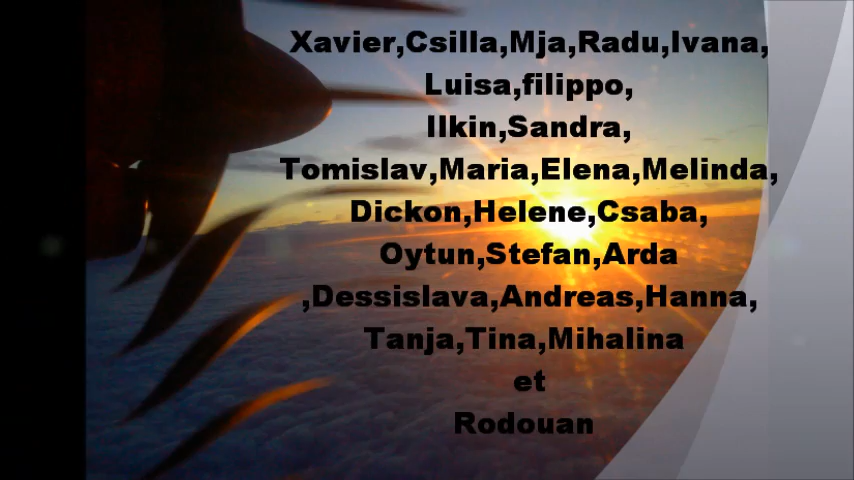 Xavier,Csilla,Mja,Radu,Ivana,
Luisa,filippo,
Ilkin,Sandra,
Tomislav,Maria,Elena,Melinda,
Dickon,Helene,Csaba,
Oytun,Stefan,Arda
,Dessislava,Andreas,Hanna,
Tanja,Tina,Mihalina
et
Rodouan